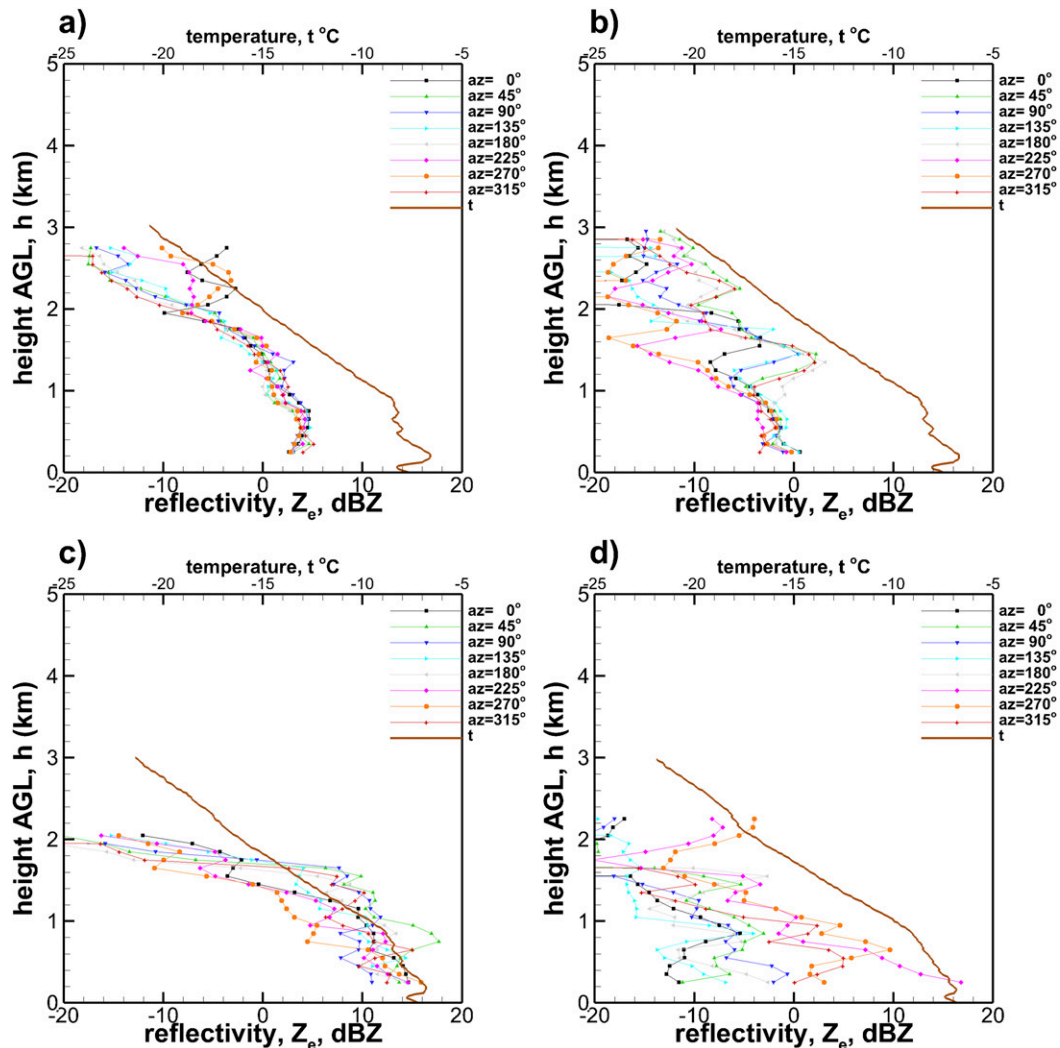 a)
temperature, t °C
-25 -20 -15 -10 -5
5
4
3
2
1
0
height AGL, h (km)
az= 0°
az= 45°
az= 90°
az=135°
az=180°
az=225°
az=270°
az=315°
t
-20 -10 0 10 20
reflectivity, Ze, dBZ
b)
temperature, t °C
-25 -20 -15 -10 -5
5
4
3
2
1
0
height AGL, h (km)
az= 0°
az= 45°
az= 90°
az=135°
az=180°
az=225°
az=270°
az=315°
t
-20 -10 0 10 20
reflectivity, Ze, dBZ
c)
temperature, t °C
-25 -20 -15 -10 -5
5
4
3
2
1
0
height AGL, h (km)
az= 0°
az= 45°
az= 90°
az=135°
az=180°
az=225°
az=270°
az=315°
t
-20 -10 0 10 20
reflectivity, Ze, dBZ
d)
temperature, t °C
-25 -20 -15 -10 -5
5
4
3
2
1
0
height AGL, h (km)
az= 0°
az= 45°
az= 90°
az=135°
az=180°
az=225°
az=270°
az=315°
t
-20 -10 0 10 20
reflectivity, Ze, dBZ